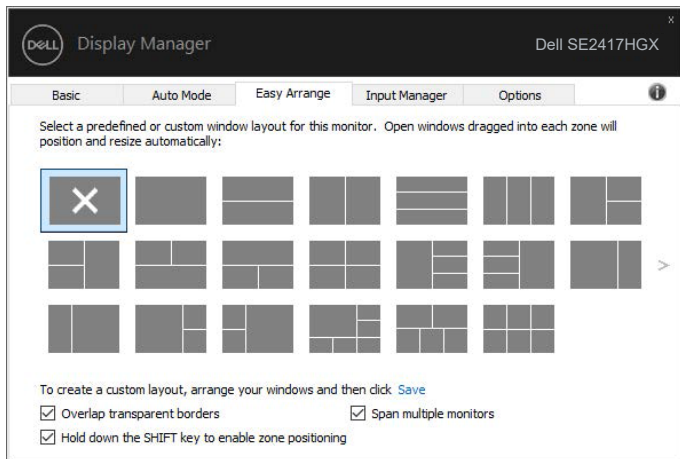 x
DELL Display Manager Dell SE2417HGX
Basic Auto Mode Easy Arrange Input Manager Options i
Select a predefined or custom window layout for this monitor. Open windows dragged into each zone will
position and resize automatically:
>
To create a custom layout, arrange your windows and then click Save
Overlap transparent borders Span multiple monitors
Hold down the SHIFT key to enable zone positioning